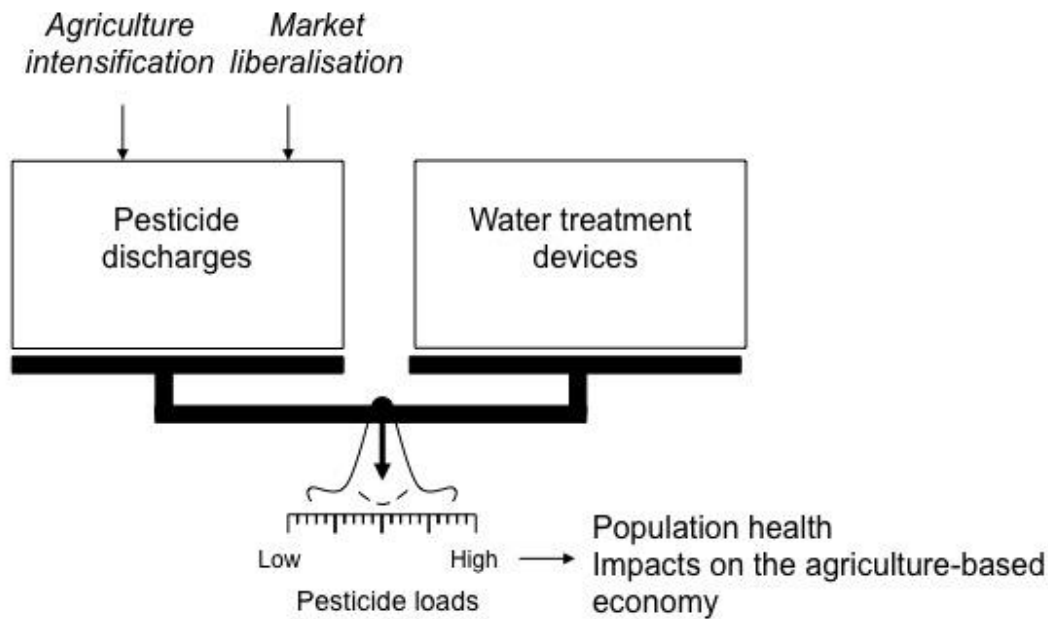 Agriculture
intensification
Market
liberalisation
Pesticide
discharges
Water treatment
devices
Low
High
Pesticide loads
Population health
Impacts on the agriculture-based
economy